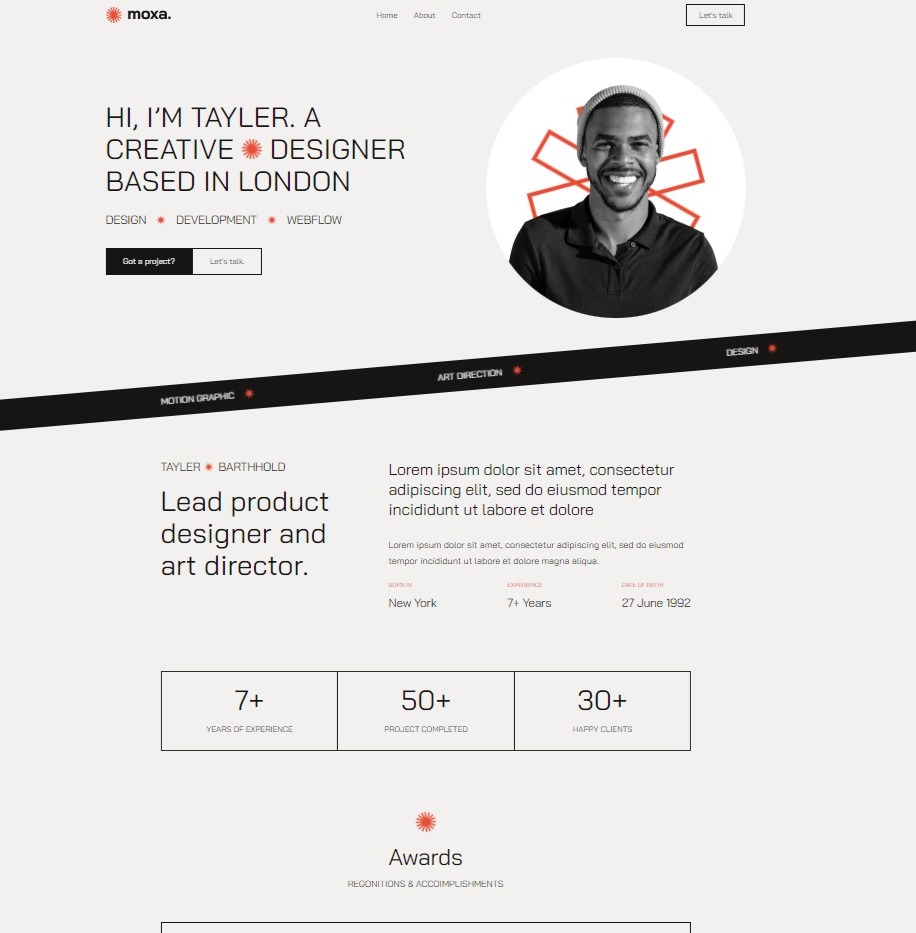 moxa.
Home About Contact
Let's talk
HI, I'M TAYLER. A
CREATIVE DESIGNER
BASED IN LONDON
DESIGN DEVELOPMENT WEBFLOW
Got a project? Let's talk.
MOTION GRAPHIC ART DIRECTION DESIGN
TAYLER BARTHHOLD
Lead product
designer and
art director.
Lorem ipsum dolor sit amet, consectetur
adipiscing elit, sed do eiusmod tempor
incididunt ut labore et dolore
Lorem ipsum dolor sit amet, consectetur adipiscing elit, sed do eiusmod
tempor incididunt ut labore et dolore magna aliqua.
BORN IN EXPERIENCE DATE OF BIRTH
New York 7+ Years 27 June 1992
7+ 50+ 30+
YEARS OF EXPERIENCE PROJECT COMPLETED HAPPY CLIENTS
Awards
REGONITIONS & ACCOIMPLISHMENTS